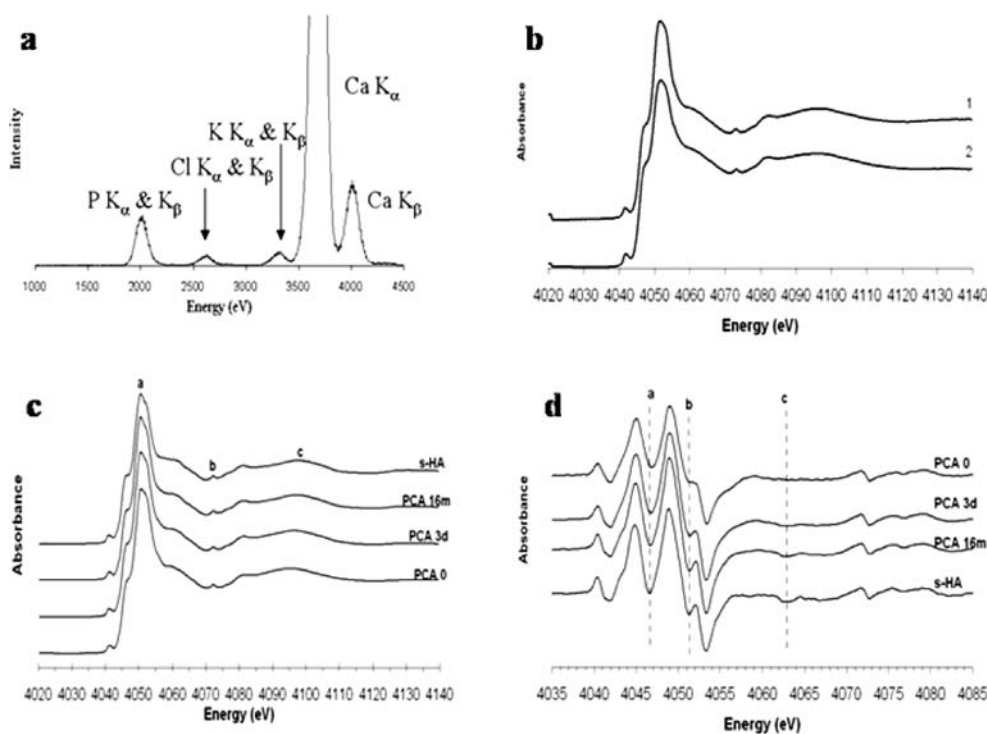 a
Intensity
P Kα & Kβ
Cl Kα & Kβ
K Kα & Kβ
Ca Kα
Ca Kβ
1000 1500 2000 2500 3000 3500 4000 4500
Energy (eV)
b
Absorbance
1
2
4020 4030 4040 4050 4060 4070 4080 4090 4100 4110 4120 4130 4140
Energy (eV)
c
Absorbance
a
b
c
s-HA
PCA 16m
PCA 3d
PCA 0
4020 4030 4040 4050 4060 4070 4080 4090 4100 4110 4120 4130 4140
Energy (eV)
d
Absorbance
a
b
c
PCA 0
PCA 3d
PCA 16m
s-HA
4035 4040 4045 4050 4055 4063 4065 4070 4075 4080 4085
Energy (eV)